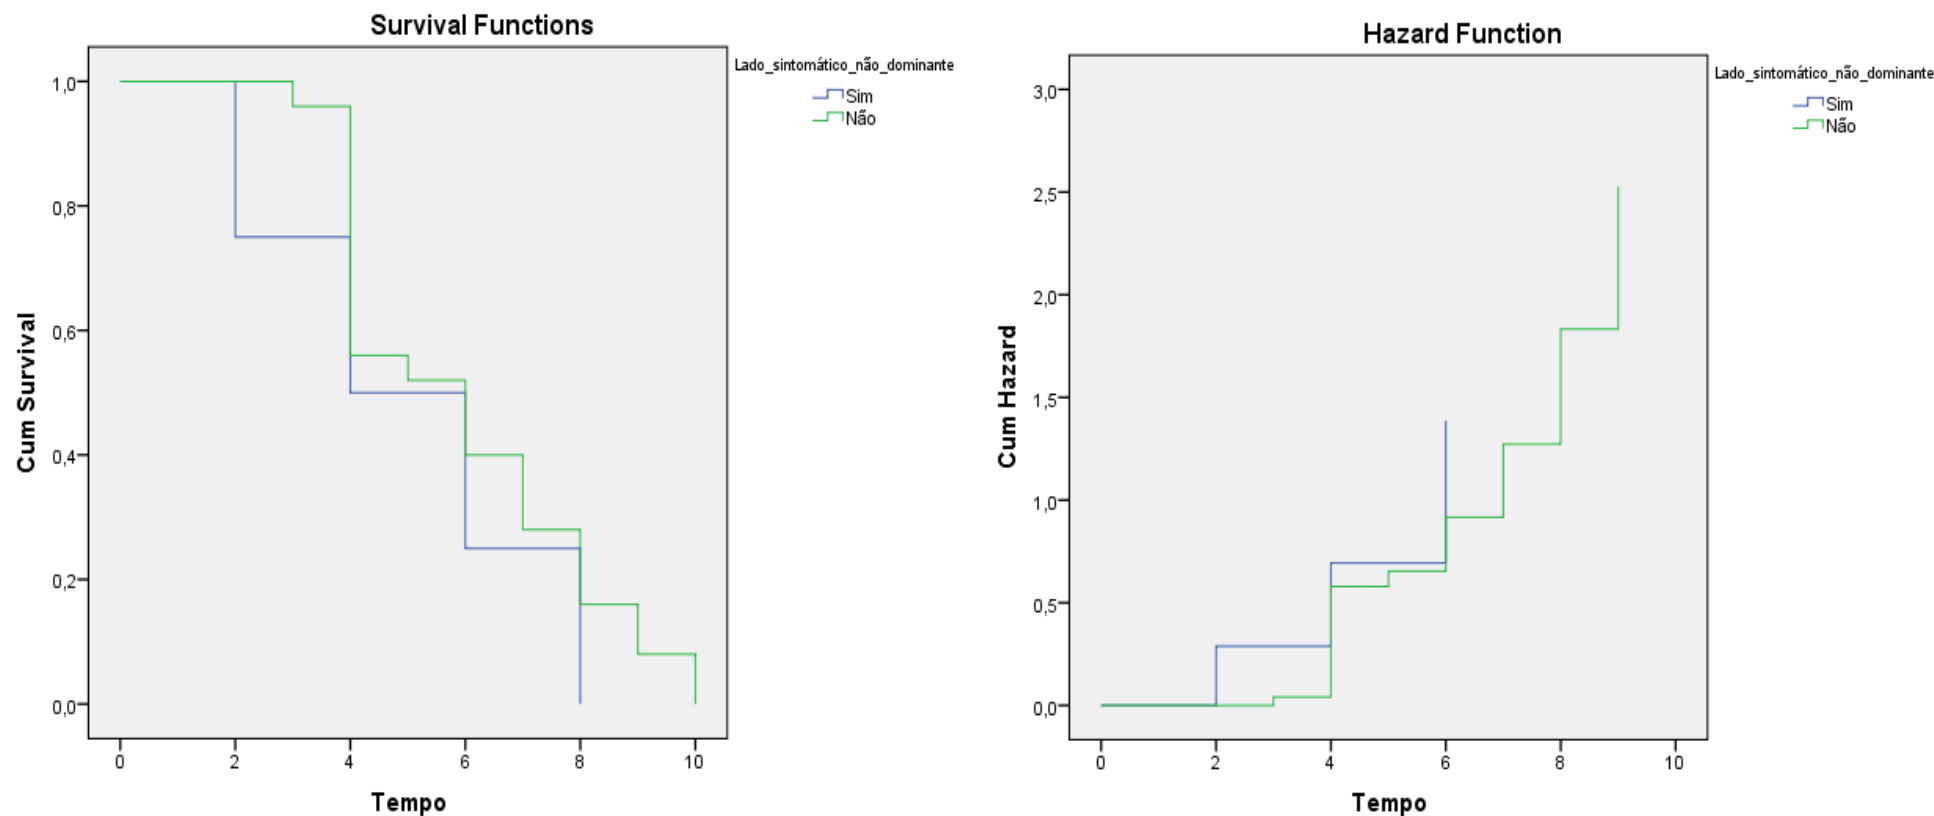 Survival Functions
Lado_sintomático_não_dominante
Sim
Não
Cum Survival
1,0
0,8
0,6
0,4
0,2
0,0
0 2 4 6 8 10
Tempo
Hazard Function
Lado_sintomático_não_dominante
Sim
Não
Cum Hazard
3,0
2,5
2,0
1,5
1,0
0,5
0,0
0 2 4 6 8 10
Tempo